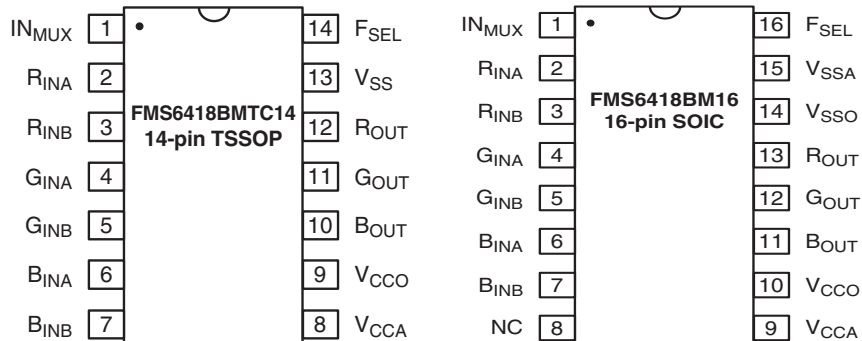 IN_MUX 1 14 F_SEL
R_INA 2 13 V_SS
R_INB 3 12 R_OUT
G_INA 4 11 G_OUT
G_INB 5 10 B_OUT
B_INA 6 9 V_CCO
B_INB 7 8 V_CCA
FMS6418BMTC14
14-pin TSSOP
IN_MUX 1 16 F_SEL
R_INA 2 15 V_SSA
R_INB 3 14 V_SSO
G_INA 4 13 R_OUT
G_INB 5 12 G_OUT
B_INA 6 11 B_OUT
B_INB 7 10 V_CCO
NC 8 9 V_CCA
FMS6418BM16
16-pin SOIC